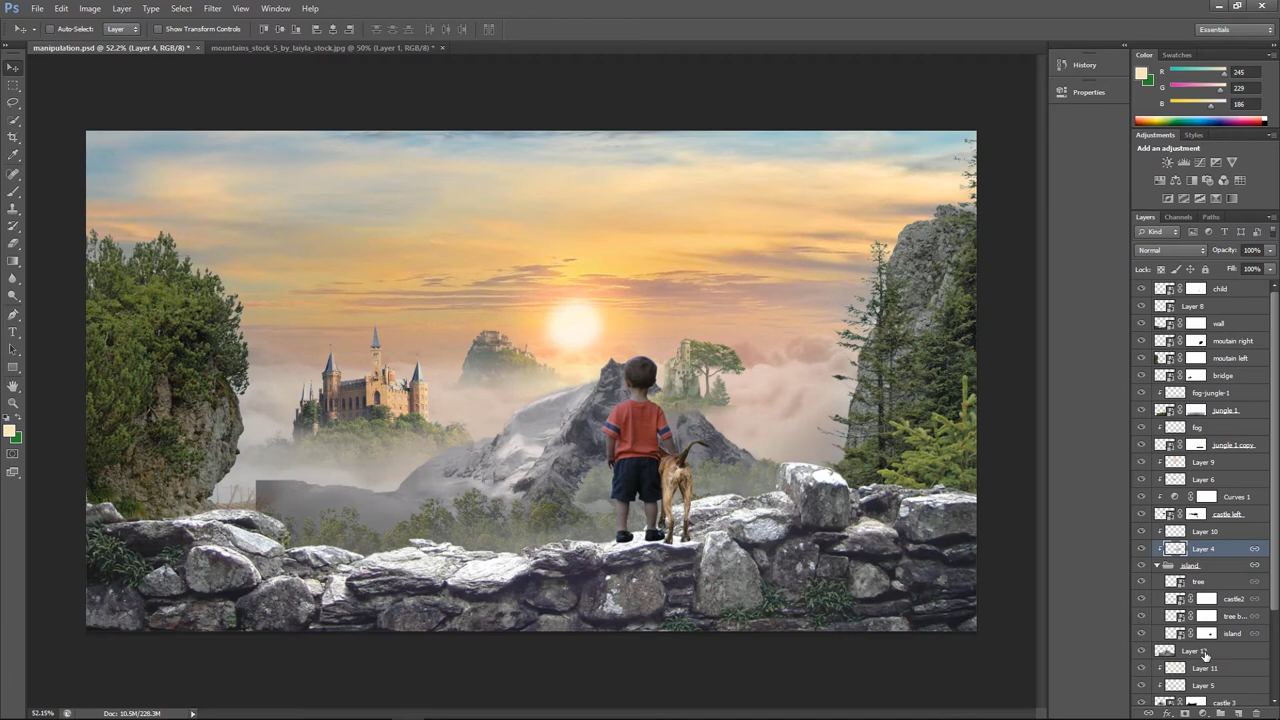 Ps File Edit Image Layer Type Select Filter 3D View Window Help
Auto-Select: Layer Show Transform Controls Essentials
manipulation.psd @ 52.2% (Layer 4, RGB/8) * × mountains_stock_5_by_laiyla_stock.jpg @ 50% (Layer 1, RGB/8) * ×
History
Properties
Color Swatches
R 245
G 229
B 186
Adjustments Styles
Add an adjustment
Layers Channels Paths
Kind
Normal Opacity: 100%
Lock: Fill: 100%
child
Layer 8
wall
moutain right
moutain left
bridge
fog-jungle-1
jungle 1
fog
jungle 1 copy
Layer 9
Layer 6
Curves 1
castle left
Layer 10
Layer 4
island
tree
castle2
tree b...
island
Layer
Layer 11
Layer 5
castle 3
fx
52.15% Doc: 10.5M/228.3M